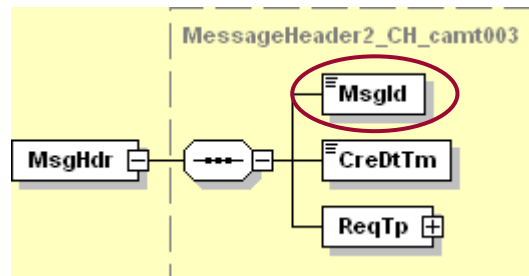 MessageHeader2_CH_camt003
MsgId
MsgHdr
CreDtTm
ReqTp